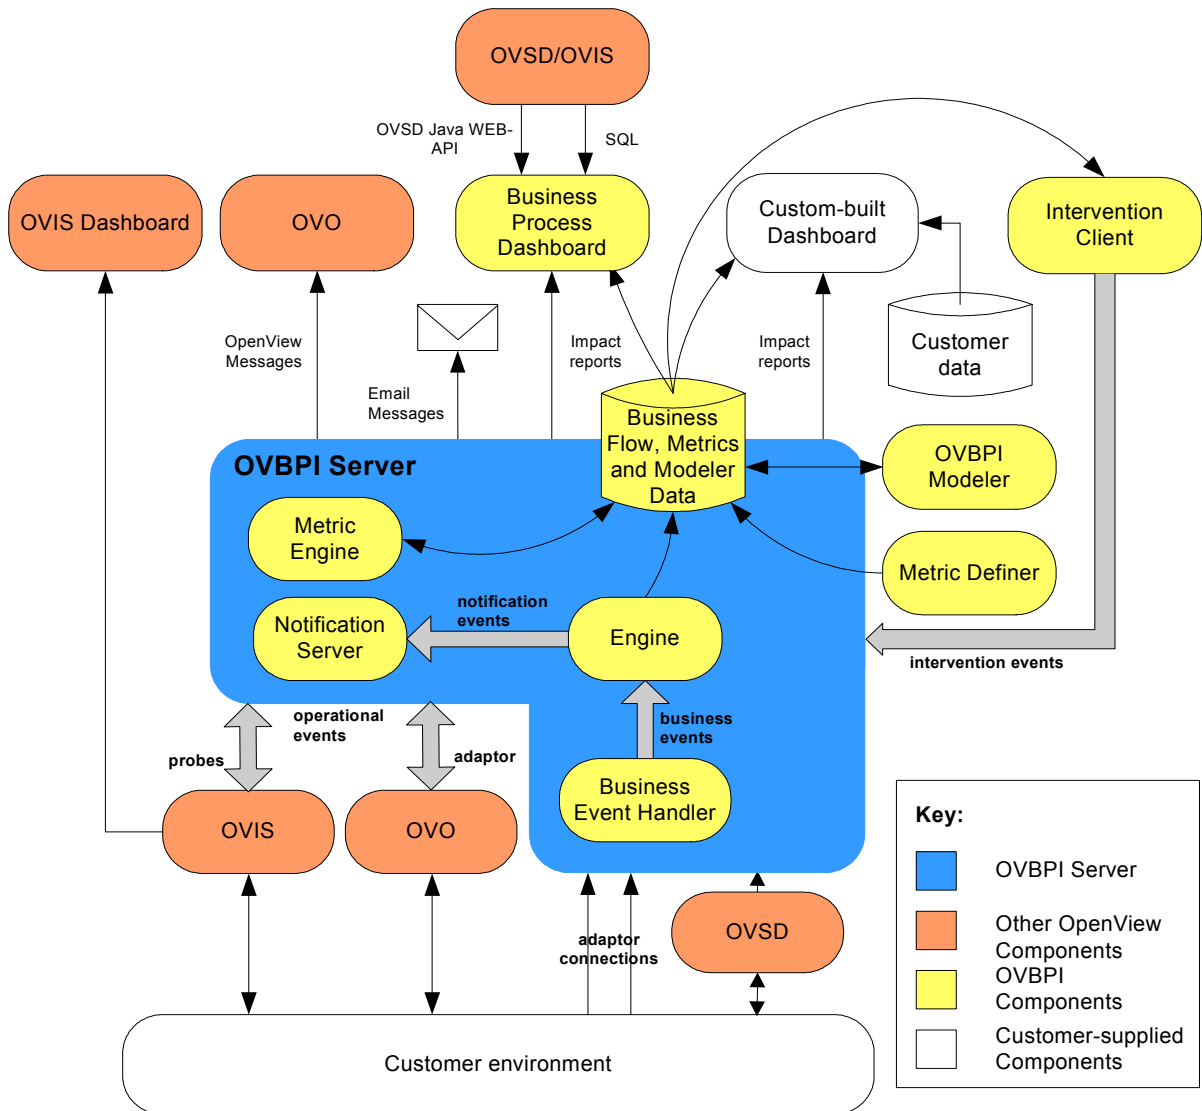 OVSD/OVIS
OVSD Java WEB-
API
SQL
OVIS Dashboard
OVO
Business
Process
Dashboard
Custom-built
Dashboard
Intervention
Client
OpenView
Messages
Email
Messages
Impact
reports
Impact
reports
Customer
data
OVBPI Server
Business
Flow, Metrics
and Modeler
Data
OVBPI
Modeler
Metric
Engine
Metric Definer
notification
events
Notification
Server
Engine
intervention events
operational
events
probes
adaptor
business
events
Business
Event Handler
OVIS
OVO
OVSD
adaptor
connections
Customer environment
Key:
OVBPI Server
Other OpenView
Components
OVBPI
Components
Customer-supplied
Components